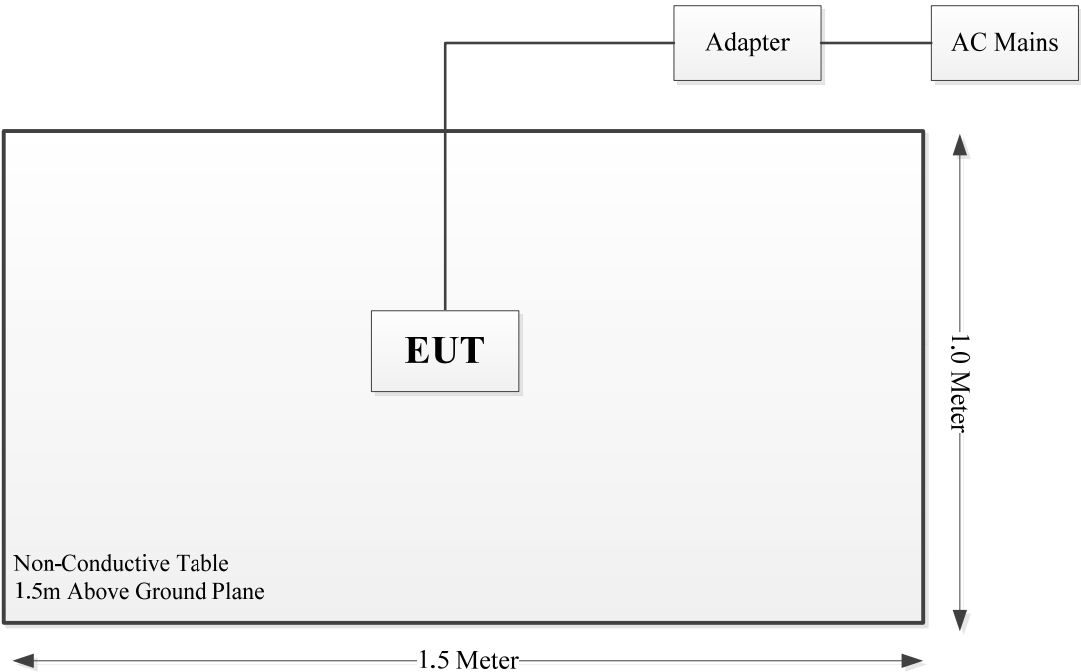 Adapter
AC Mains
EUT
1.0 Meter
Non-Conductive Table
1.5m Above Ground Plane
1.5 Meter